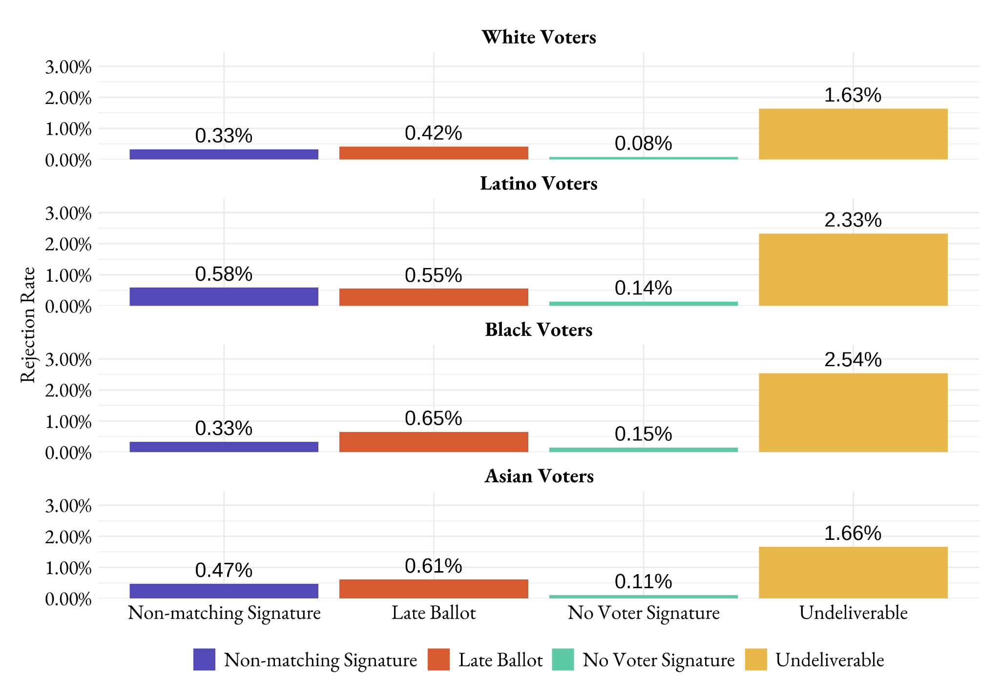 White Voters
3.00%
2.00%
1.00%
0.00%
0.33%
0.42%
0.08%
1.63%
Latino Voters
3.00%
2.00%
1.00%
0.00%
0.58%
0.55%
0.14%
2.33%
Rejection Rate
Black Voters
3.00%
2.00%
1.00%
0.00%
0.33%
0.65%
0.15%
2.54%
Asian Voters
3.00%
2.00%
1.00%
0.00%
0.47%
0.61%
0.11%
1.66%
Non-matching Signature
Late Ballot
No Voter Signature
Undeliverable
Non-matching Signature
Late Ballot
No Voter Signature
Undeliverable